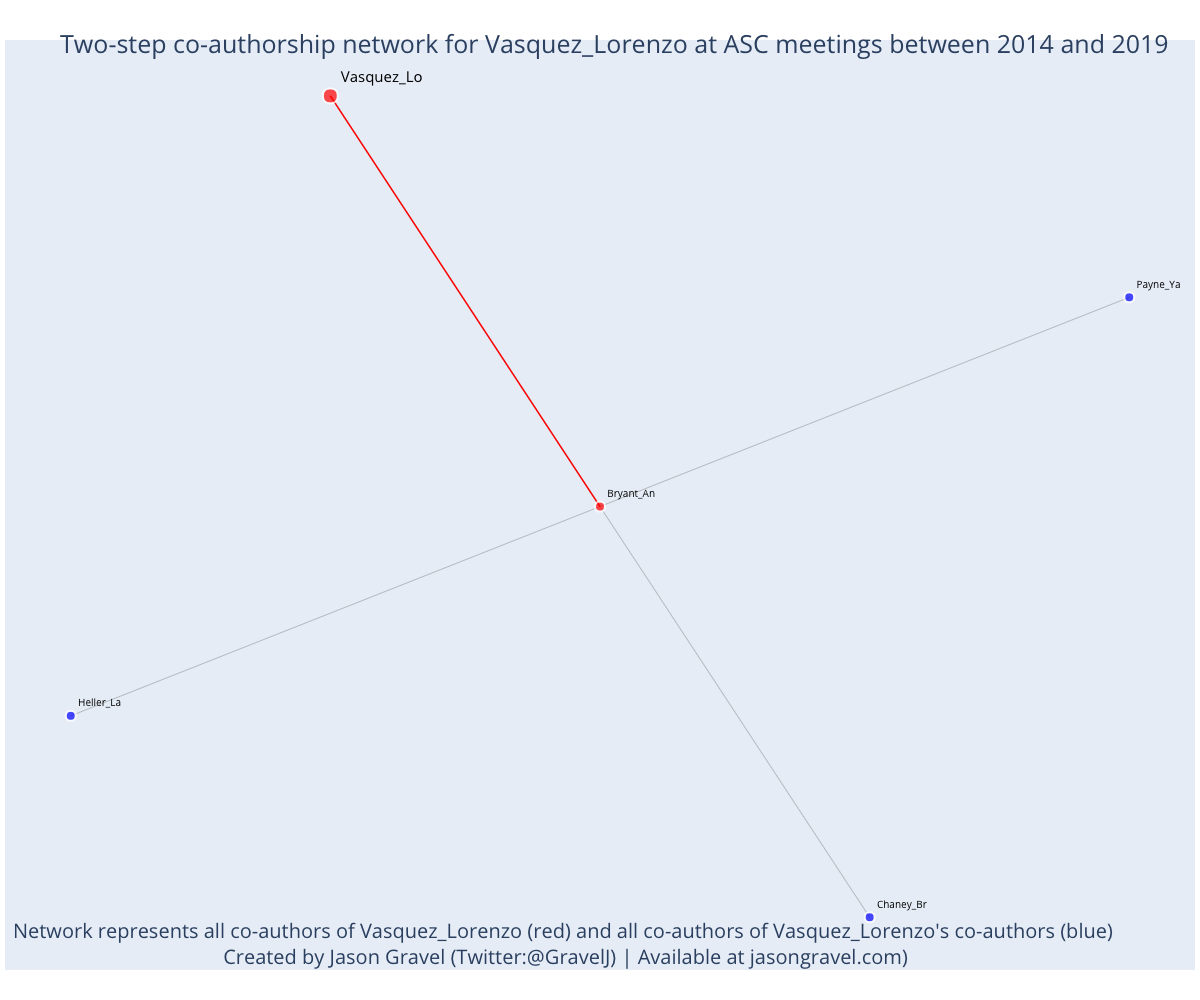 Two-step co-authorship network for Vasquez_Lorenzo at ASC meetings between 2014 and 2019
Vasquez_Lo
Payne_Ya
Bryant_An
Heller_La
Chaney_Br
Network represents all co-authors of Vasquez_Lorenzo (red) and all co-authors of Vasquez_Lorenzo's co-authors (blue)
Created by Jason Gravel (Twitter:@GravelJ) | Available at jasongravel.com)